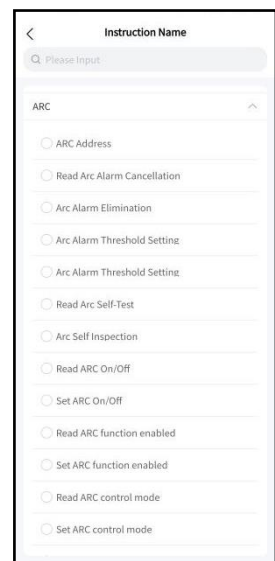 Instruction Name
Please Input
ARC
ARC Address
Read Arc Alarm Cancellation
Arc Alarm Elimination
Arc Alarm Threshold Setting
Arc Alarm Threshold Setting
Read Arc Self-Test
Arc Self Inspection
Read ARC On/Off
Set ARC On/Off
Read ARC function enabled
Set ARC function enabled
Read ARC control mode
Set ARC control mode